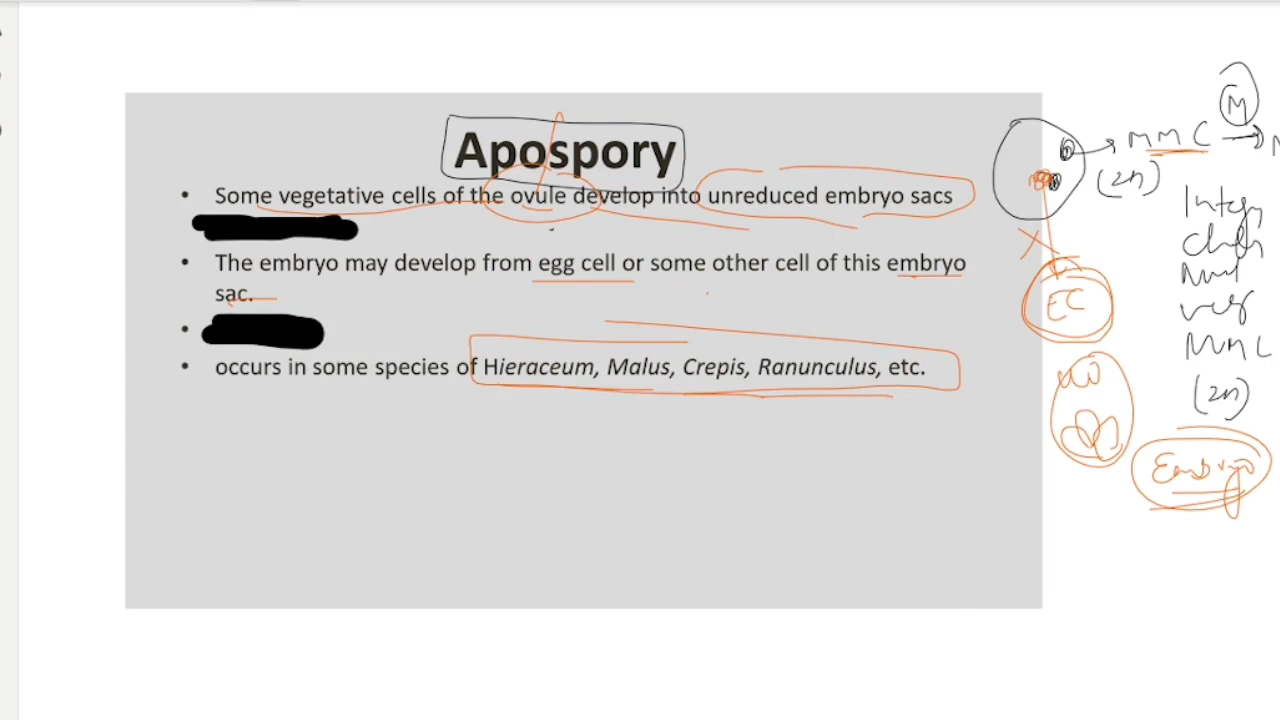 Apospory
• Some vegetative cells of the ovule develop into unreduced embryo sacs
• The embryo may develop from egg cell or some other cell of this embryo
sac.
•
• occurs in some species of Hieraceum, Malus, Crepis, Ranunculus, etc.
M
MMC
(2n)
EC
(2n)
Embryo